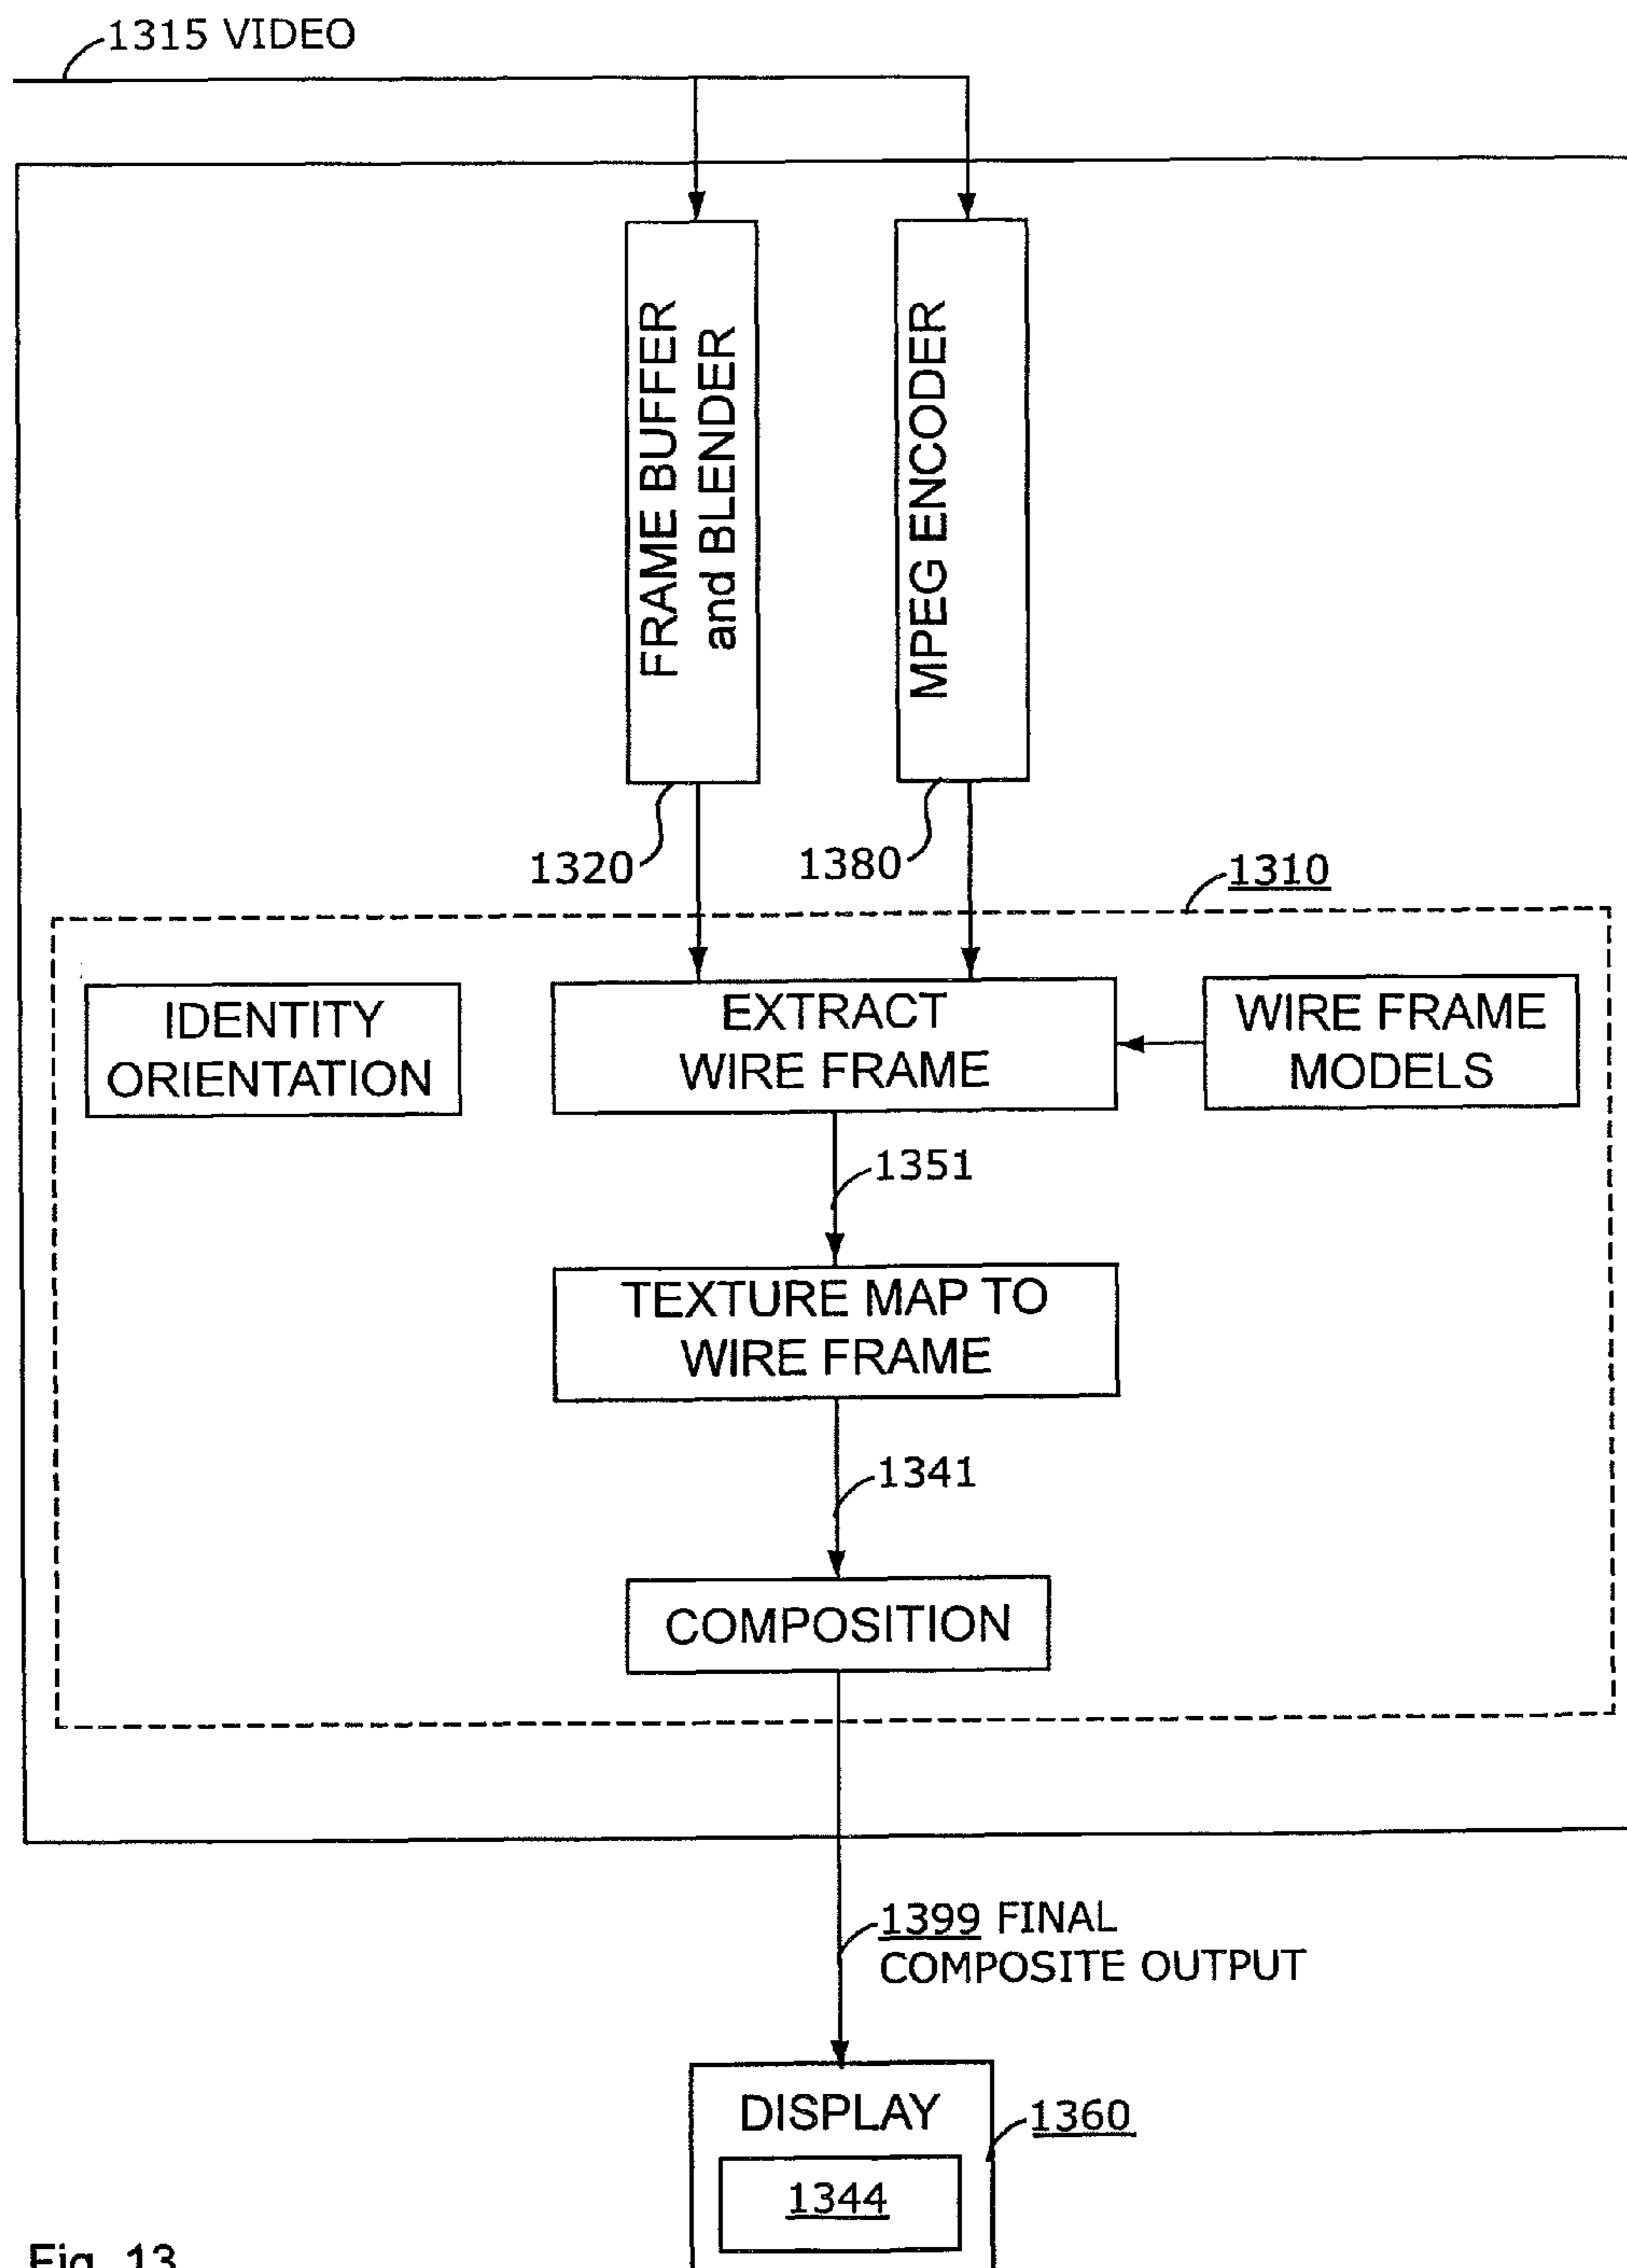 1315 VIDEO
FRAME BUFFER
and BLENDER
MPEG ENCODER
1320
1380
1310
IDENTITY
ORIENTATION
EXTRACT
WIRE FRAME
WIRE FRAME
MODELS
1351
TEXTURE MAP TO
WIRE FRAME
1341
COMPOSITION
1399 FINAL
COMPOSITE OUTPUT
DISPLAY
1360
1344
Fig. 13